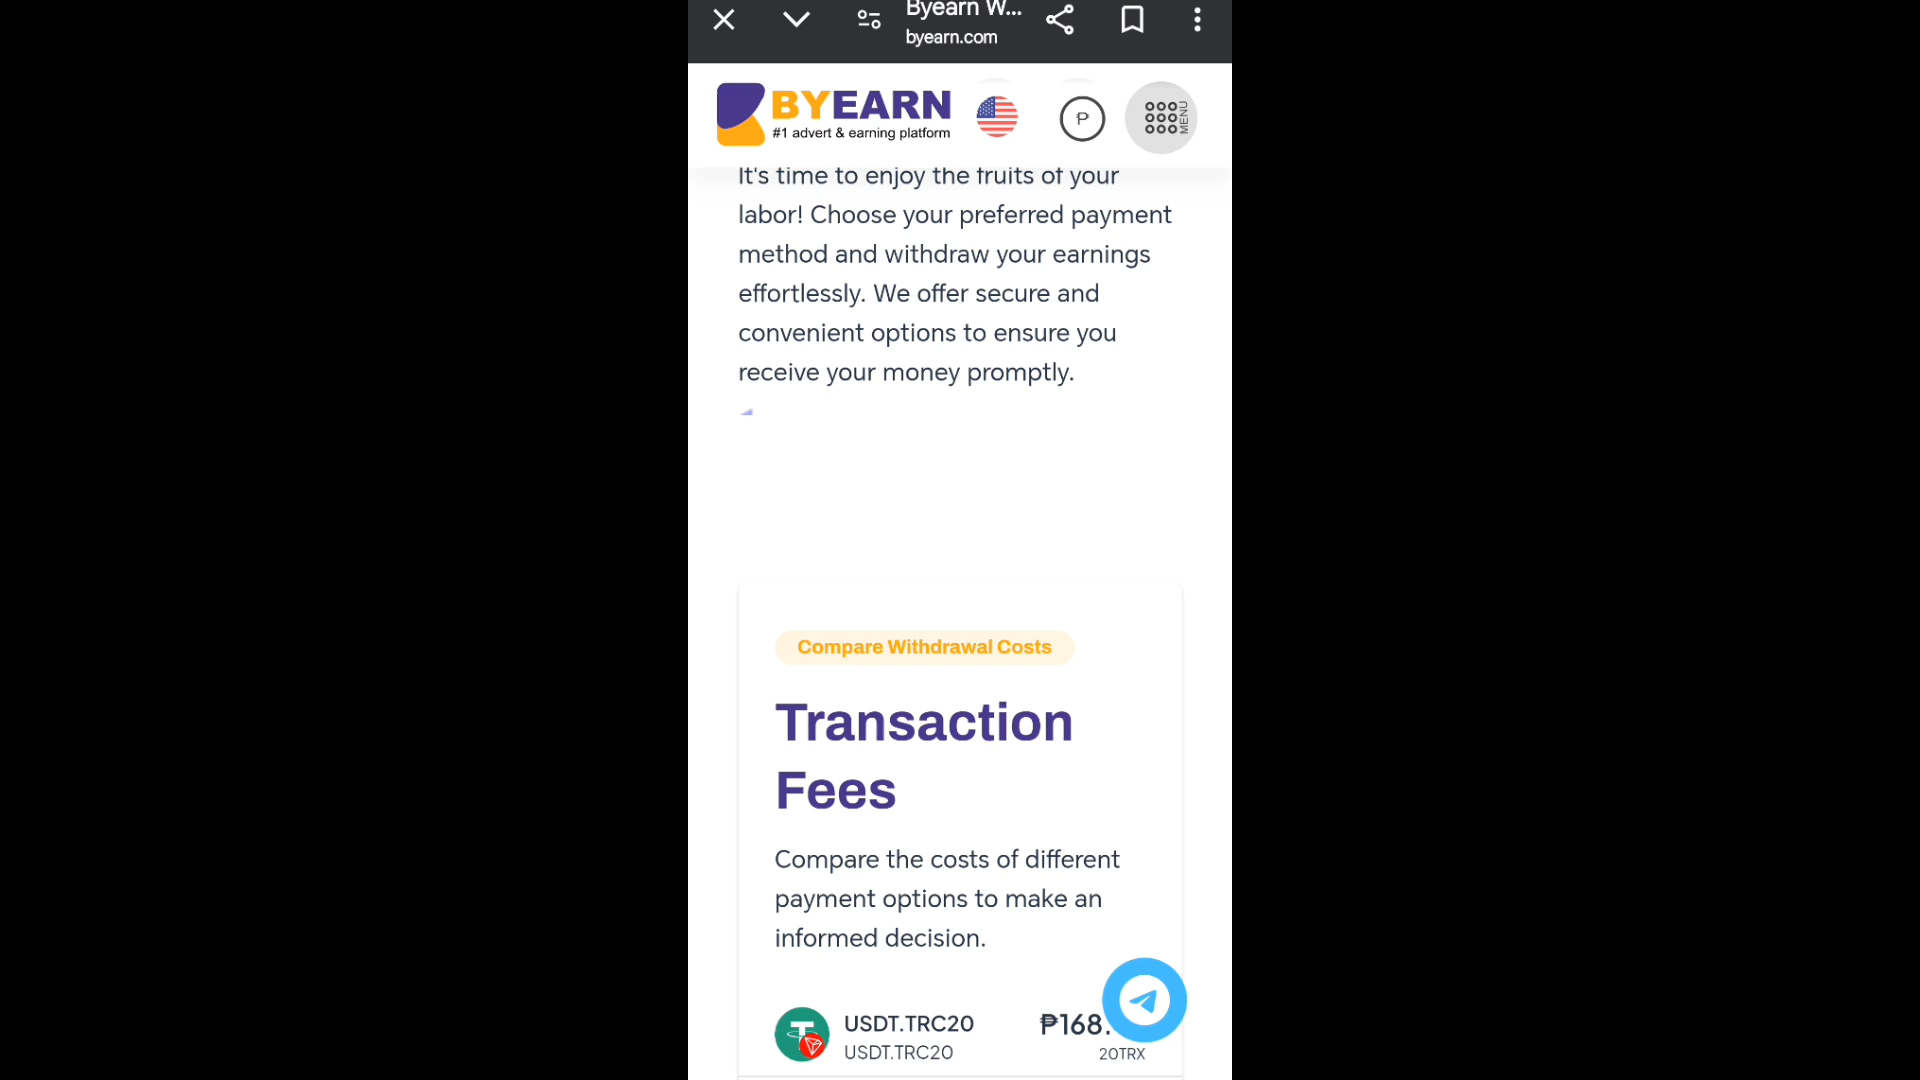 Byearn W...
byearn.com
BYEARN
#1 advert & earning platform
₱
MENU
It's time to enjoy the fruits of your
labor! Choose your preferred payment
method and withdraw your earnings
effortlessly. We offer secure and
convenient options to ensure you
receive your money promptly.
Compare Withdrawal Costs
Transaction
Fees
Compare the costs of different
payment options to make an
informed decision.
USDT.TRC20 ₱168.
USDT.TRC20 20TRX